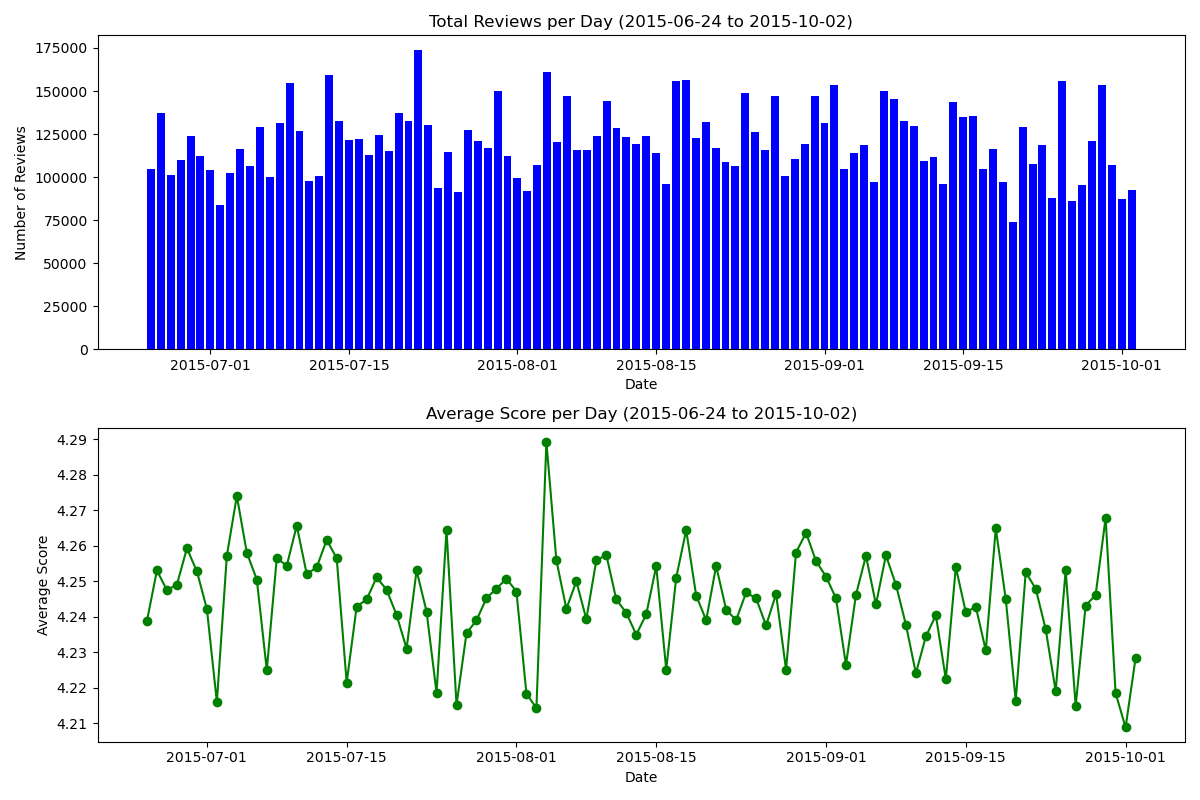 Total Reviews per Day (2015-06-24 to 2015-10-02)
175000
150000
125000
100000
75000
50000
25000
0
Number of Reviews
2015-07-01 2015-07-15 2015-08-01 2015-08-15 2015-09-01 2015-09-15 2015-10-01
Date
Average Score per Day (2015-06-24 to 2015-10-02)
4.29
4.28
4.27
4.26
4.25
4.24
4.23
4.22
4.21
Average Score
2015-07-01 2015-07-15 2015-08-01 2015-08-15 2015-09-01 2015-09-15 2015-10-01
Date